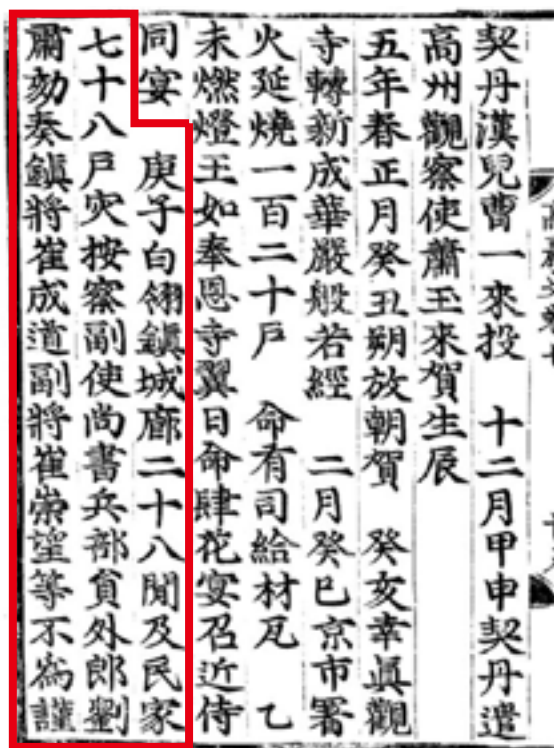 契丹漢兒曹一來投 十二月甲申契丹遣
高州觀察使蕭玉來賀生辰
五年春正月癸丑朔放朝賀 癸亥幸眞觀
寺轉新成華嚴般若經 二月癸巳京市署
火延燒一百二十戶 命有司給材瓦 乙
未燃燈王如奉恩寺翼日命肆花宴召近侍
同宴 庚子白翎鎭城廊二十八閒及民家
七十八戶灾按察副使尚書兵部貟外郎劉
肅劾奏鎭將崔成道副將崔崇望等不爲謹